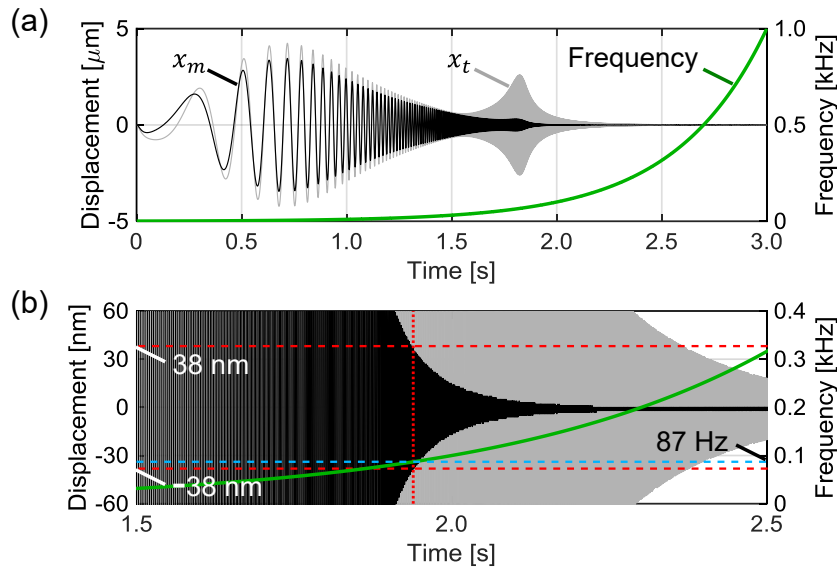 (a)
5
0
-5
Displacement [μm]
x_m
x_t
Frequency
1.0
0.5
0
Frequency [kHz]
0 0.5 1.0 1.5 2.0 2.5 3.0
Time [s]
(b)
60
30
0
-30
-60
Displacement [nm]
38 nm
-38 nm
87 Hz
0.4
0.3
0.2
0.1
0
Frequency [kHz]
1.5 2.0 2.5
Time [s]